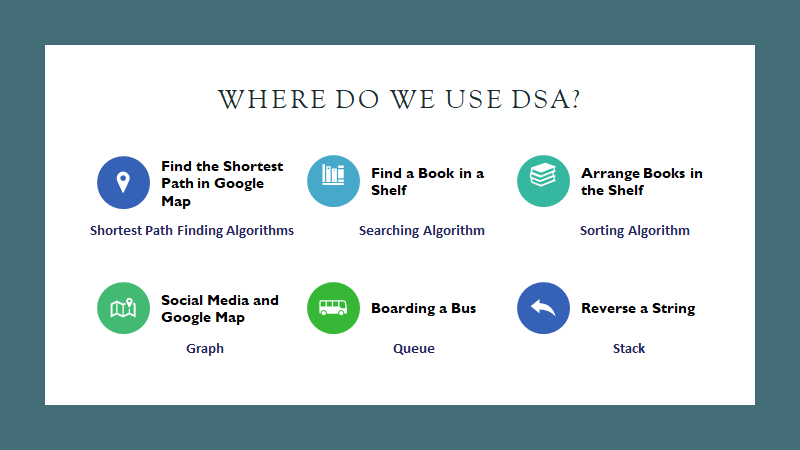 WHERE DO WE USE DSA?
Find the Shortest
Path in Google
Map
Shortest Path Finding Algorithms
Find a Book in a
Shelf
Searching Algorithm
Arrange Books in
the Shelf
Sorting Algorithm
Social Media and
Google Map
Graph
Boarding a Bus
Queue
Reverse a String
Stack